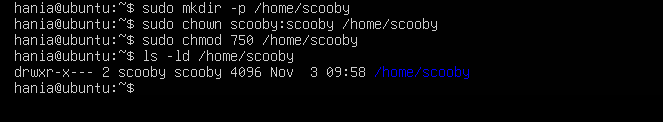 hania@ubuntu:~$ sudo mkdir -p /home/scooby
hania@ubuntu:~$ sudo chown scooby:scooby /home/scooby
hania@ubuntu:~$ sudo chmod 750 /home/scooby
hania@ubuntu:~$ ls -ld /home/scooby
drwxr-x--- 2 scooby scooby 4096 Nov  3 09:58 /home/scooby
hania@ubuntu:~$